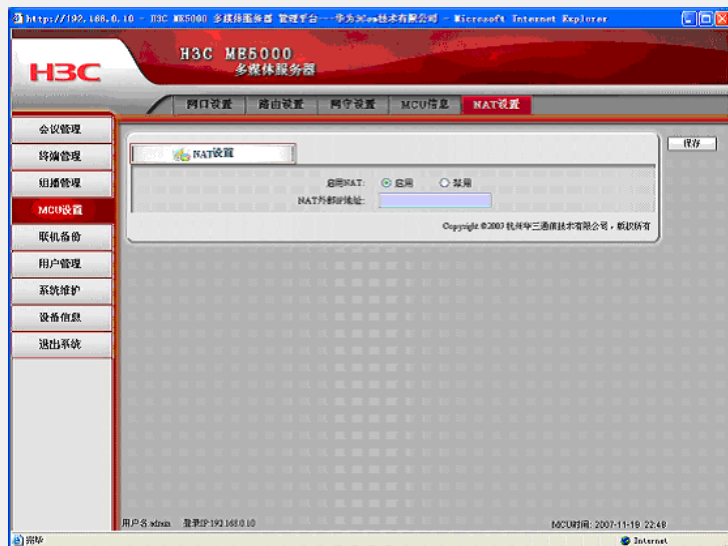 http://192.168.0.10 - H3C ME5000 多媒体服务器 管理平台---华为3Com技术有限公司 - Microsoft Internet Explorer
H3C
H3C ME5000
多媒体服务器
网口设置 路由设置 网守设置 MCU信息 NAT设置
会议管理
终端管理
组播管理
MCU设置
联机备份
用户管理
系统维护
设备信息
退出系统
保存
NAT设置
启用NAT: 启用 禁用
NAT外部IP地址:
Copyright ©2007 杭州华三通信技术有限公司，版权所有
用户名 admin 登录IP 192.168.0.10
MCU时间: 2007-11-19 22:48
完毕
Internet